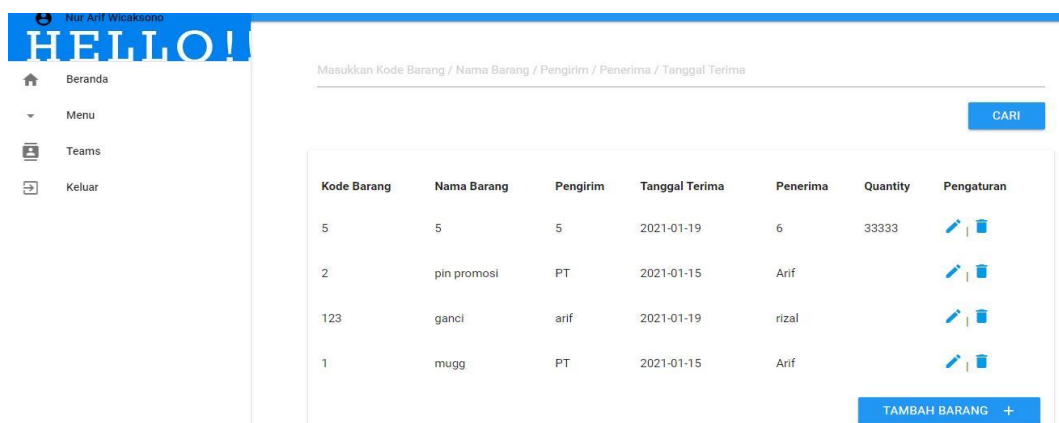 Nur Arif Wicaksono
HELLO!!
Beranda
Menu
Teams
Keluar
Masukkan Kode Barang / Nama Barang / Pengirim / Penerima / Tanggal Terima
CARI
Kode Barang Nama Barang Pengirim Tanggal Terima Penerima Quantity Pengaturan
5 5 5 2021-01-19 6 33333 |
2 pin promosi PT 2021-01-15 Arif |
123 ganci arif 2021-01-19 rizal |
1 mugg PT 2021-01-15 Arif |
TAMBAH BARANG +